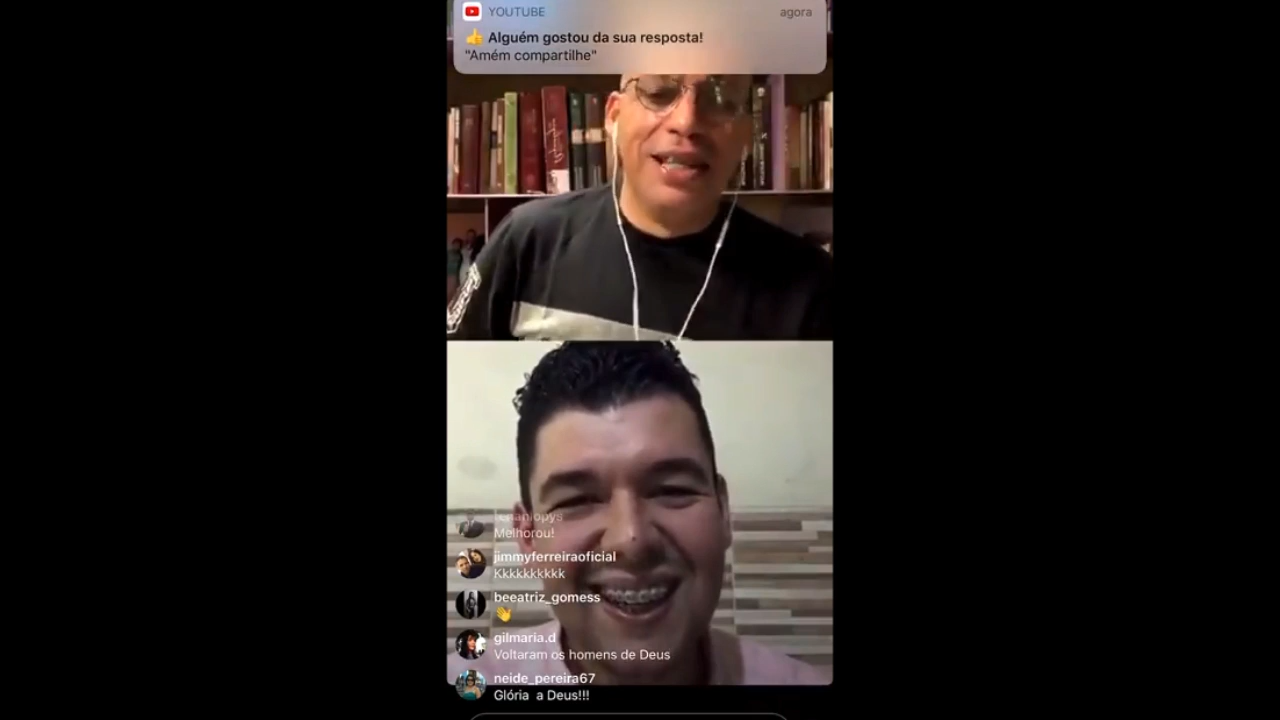 YOUTUBE agora
👍 Alguém gostou da sua resposta!
"Amém compartilhe"
Melhorou!
jimmyferreiraoficial
Kkkkkkkkkk
beeatriz_gomess
👋
gilmaria.d
Voltaram os homens de Deus
neide_pereira67
Glória a Deus!!!